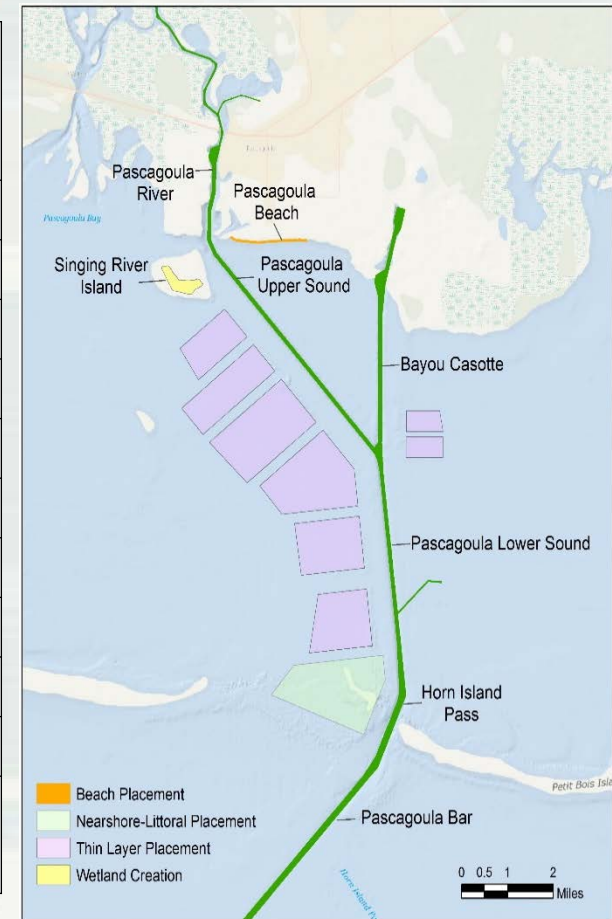 Pascagoula
River
Pascagoula
Beach
Pascagoula Bay
Singing River
Island
Pascagoula
Upper Sound
Bayou Casotte
Pascagoula Lower Sound
Horn Island
Pass
Petit Bois Isla
Pascagoula Bar
Beach Placement
Nearshore-Littoral Placement
Thin Layer Placement
Wetland Creation
0 0.5 1 2
Miles